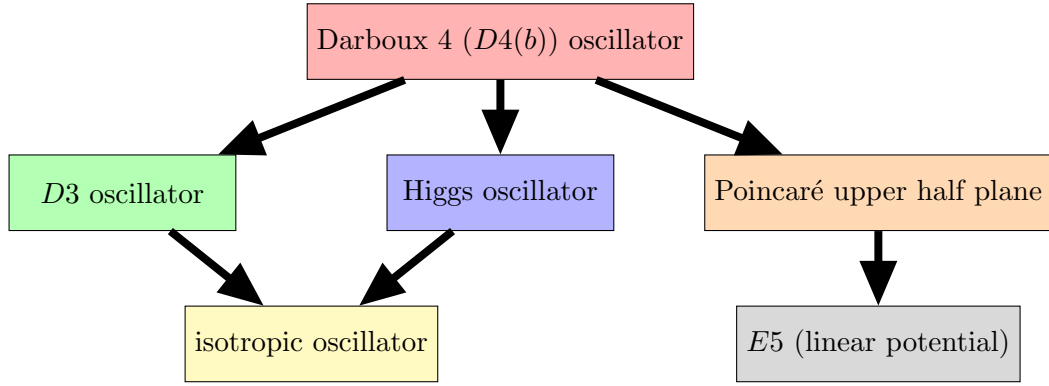 Darboux 4 (D4(b)) oscillator
D3 oscillator
Higgs oscillator
Poincaré upper half plane
isotropic oscillator
E5 (linear potential)